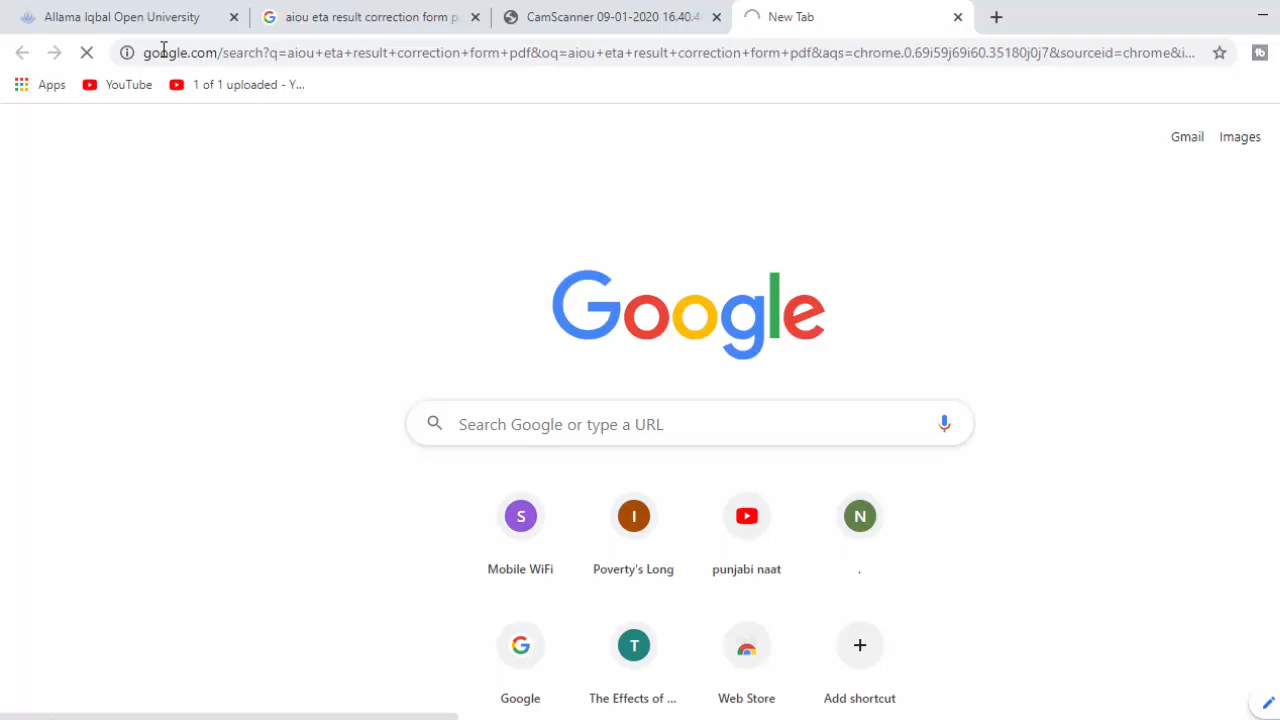 Allama Iqbal Open University
aiou eta result correction form p
CamScanner 09-01-2020 16.40.4
New Tab
google.com/search?q=aiou+eta+result+correction+form+pdf&oq=aiou+eta+result+correction+form+pdf&aqs=chrome.0.69i59j69i60.35180j0j7&sourceid=chrome&i...
Apps
YouTube
1 of 1 uploaded - Y...
Gmail
Images
Google
Search Google or type a URL
S
I
N
Mobile WiFi
Poverty's Long
punjabi naat
.
T
Google
The Effects of ...
Web Store
Add shortcut